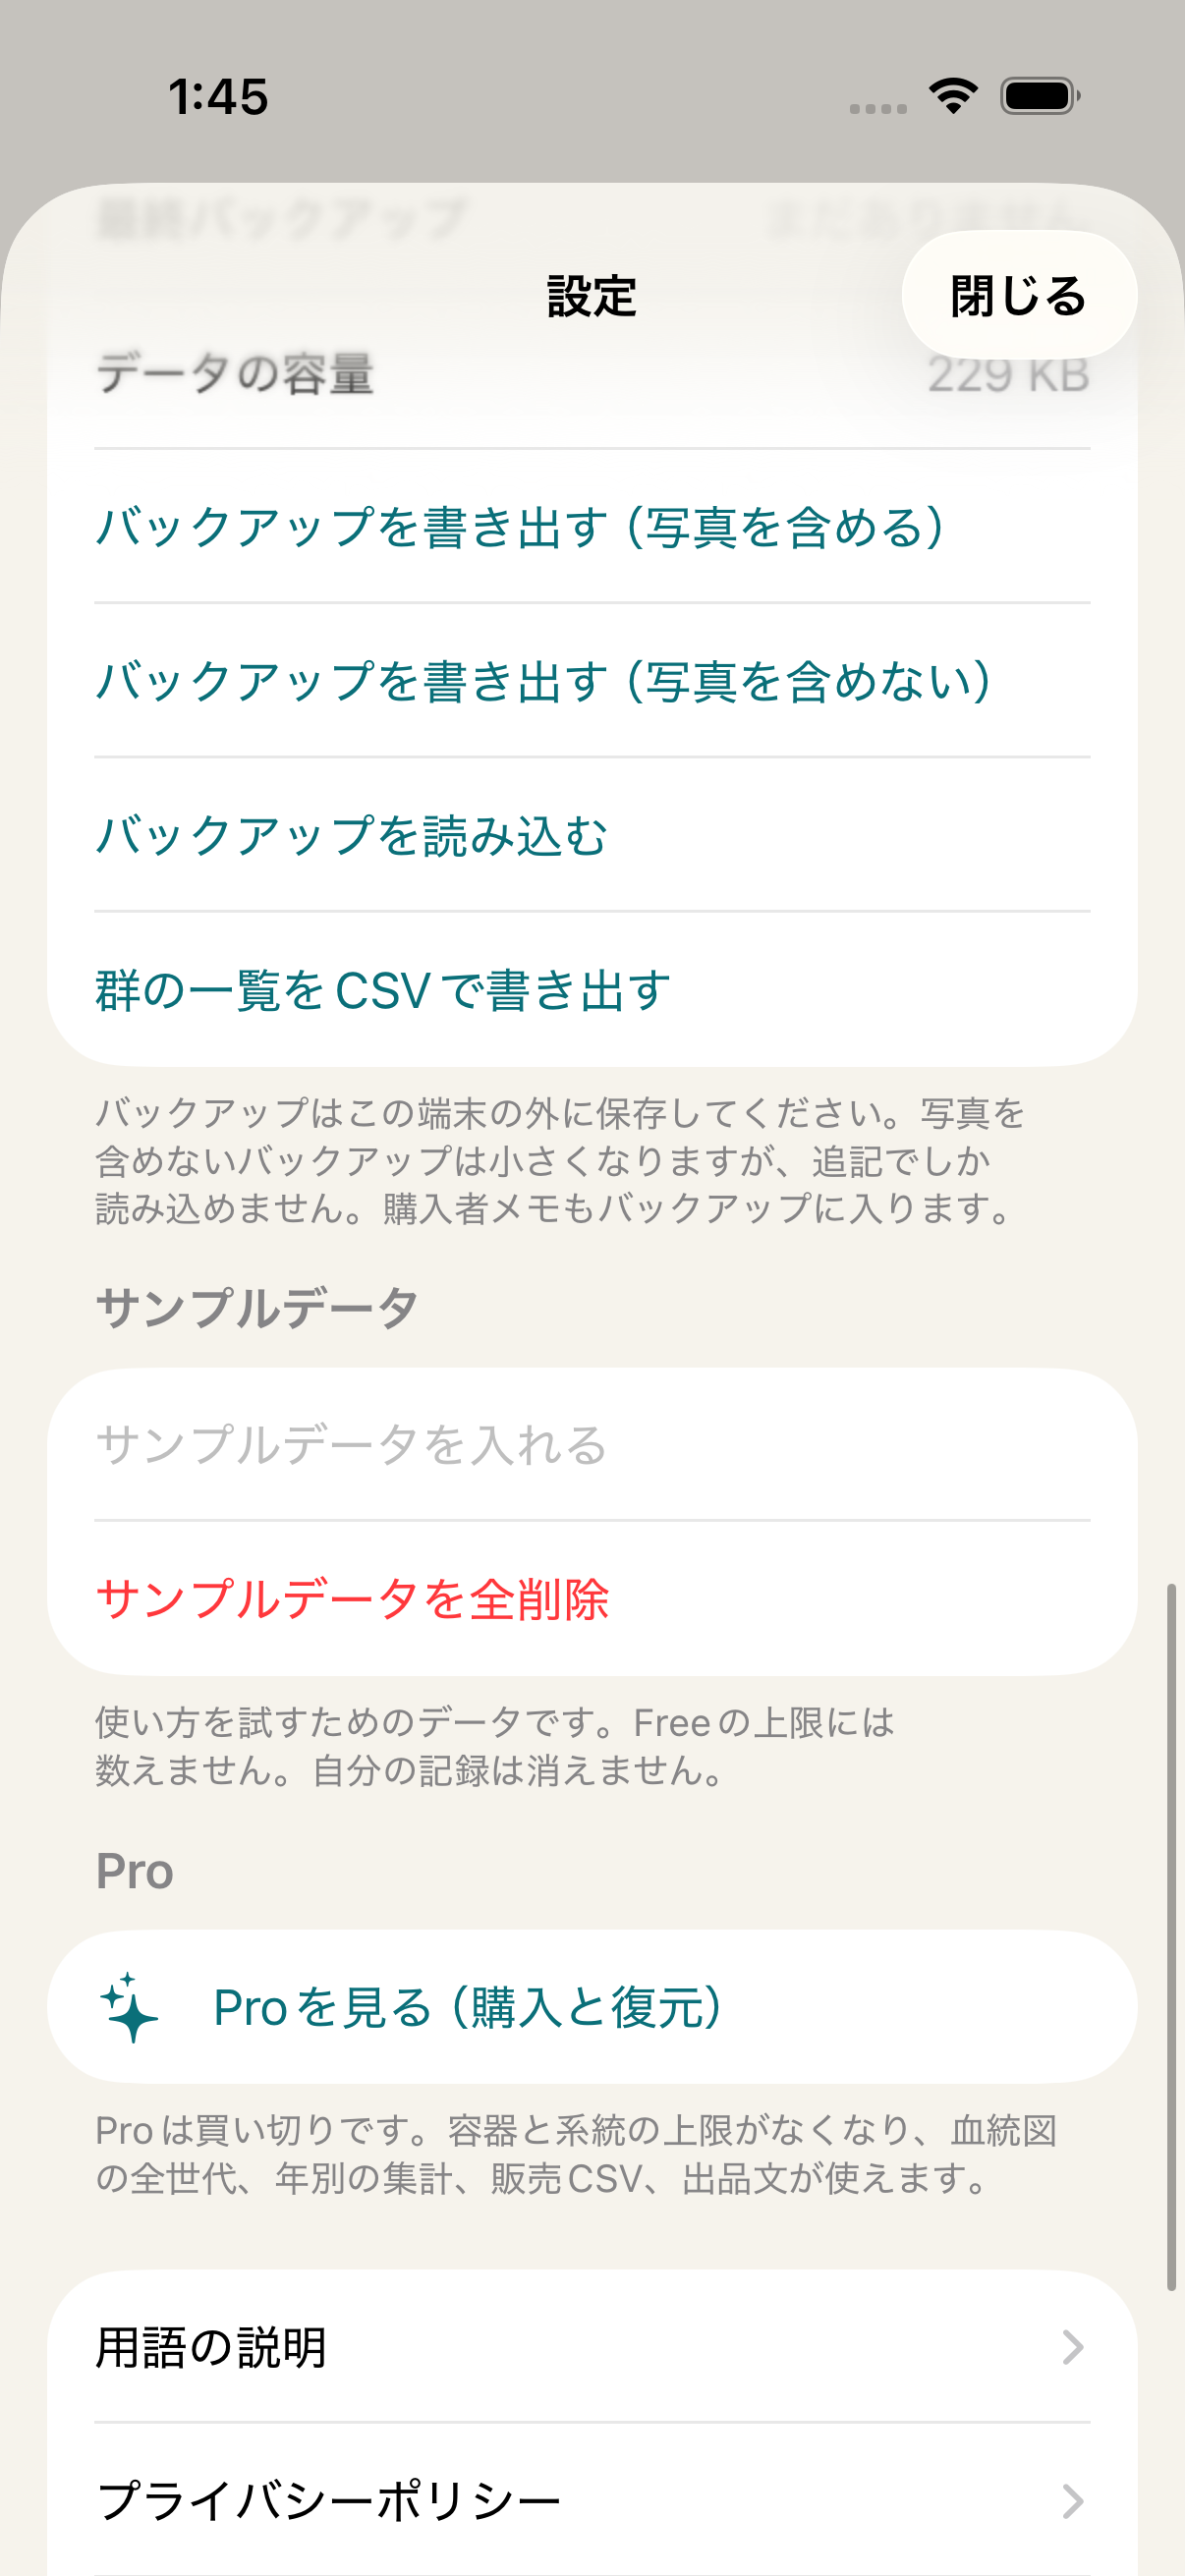 1:45
最終バックアップ
まだありません
設定
閉じる
データの容量
229 KB
バックアップを書き出す（写真を含める）
バックアップを書き出す（写真を含めない）
バックアップを読み込む
群の一覧をCSVで書き出す
バックアップはこの端末の外に保存してください。写真を
含めないバックアップは小さくなりますが、追記でしか
読み込めません。購入者メモもバックアップに入ります。
サンプルデータ
サンプルデータを入れる
サンプルデータを全削除
使い方を試すためのデータです。Freeの上限には
数えません。自分の記録は消えません。
Pro
Proを見る（購入と復元）
Proは買い切りです。容器と系統の上限がなくなり、血統図
の全世代、年別の集計、販売CSV、出品文が使えます。
用語の説明
プライバシーポリシー